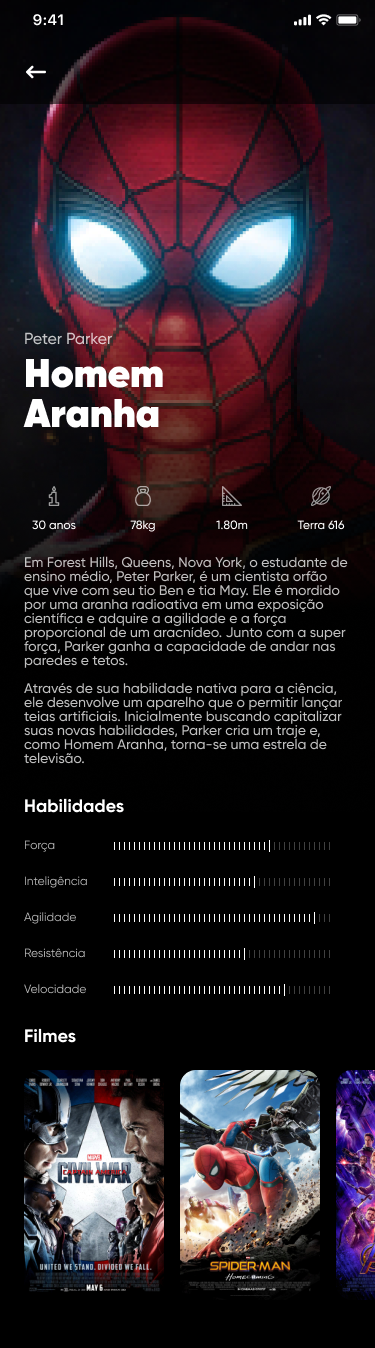 9:41
Peter Parker
Homem
Aranha
30 anos
78kg
1.80m
Terra 616
Em Forest Hills, Queens, Nova York, o estudante de
ensino médio, Peter Parker, é um cientista orfão
que vive com seu tio Ben e tia May. Ele é mordido
por uma aranha radioativa em uma exposição
científica e adquire a agilidade e a força
proporcional de um aracnídeo. Junto com a super
força, Parker ganha a capacidade de andar nas
paredes e tetos.
Através de sua habilidade nativa para a ciência,
ele desenvolve um aparelho que o permitir lançar
teias artificiais. Inicialmente buscando capitalizar
suas novas habilidades, Parker cria um traje e,
como Homem Aranha, torna-se uma estrela de
televisão.
Habilidades
Força
Inteligência
Agilidade
Resistência
Velocidade
Filmes
MARVEL
CAPTAIN AMERICA
CIVIL WAR
UNITED WE STAND. DIVIDED WE FALL.
MAY 6
SPIDER-MAN
HOMECOMING